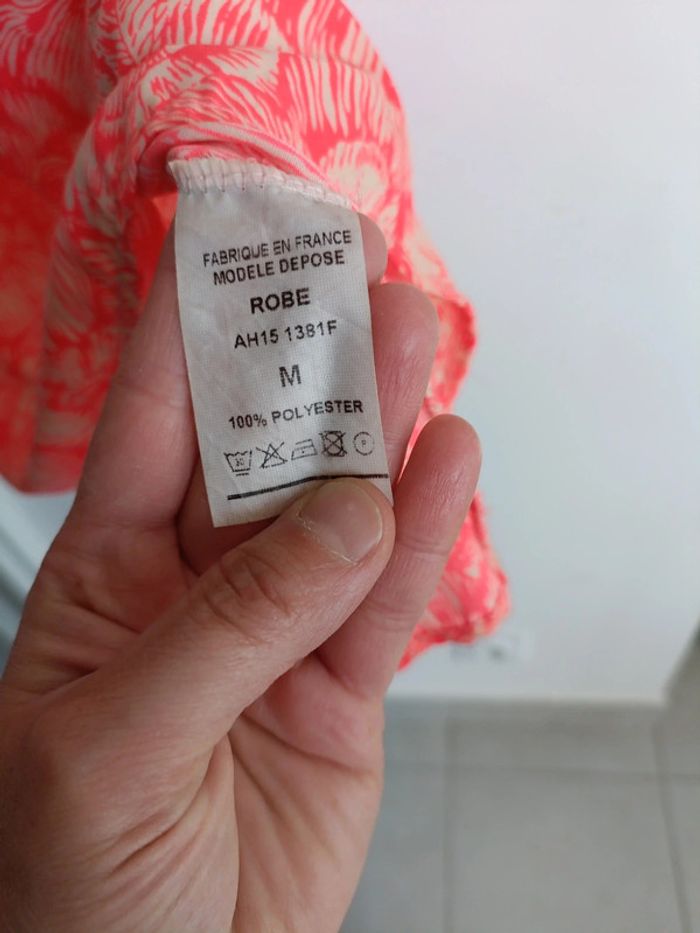 FABRIQUE EN FRANCE
MODELE DEPOSE
ROBE
AH15 1381F
M
100% POLYESTER